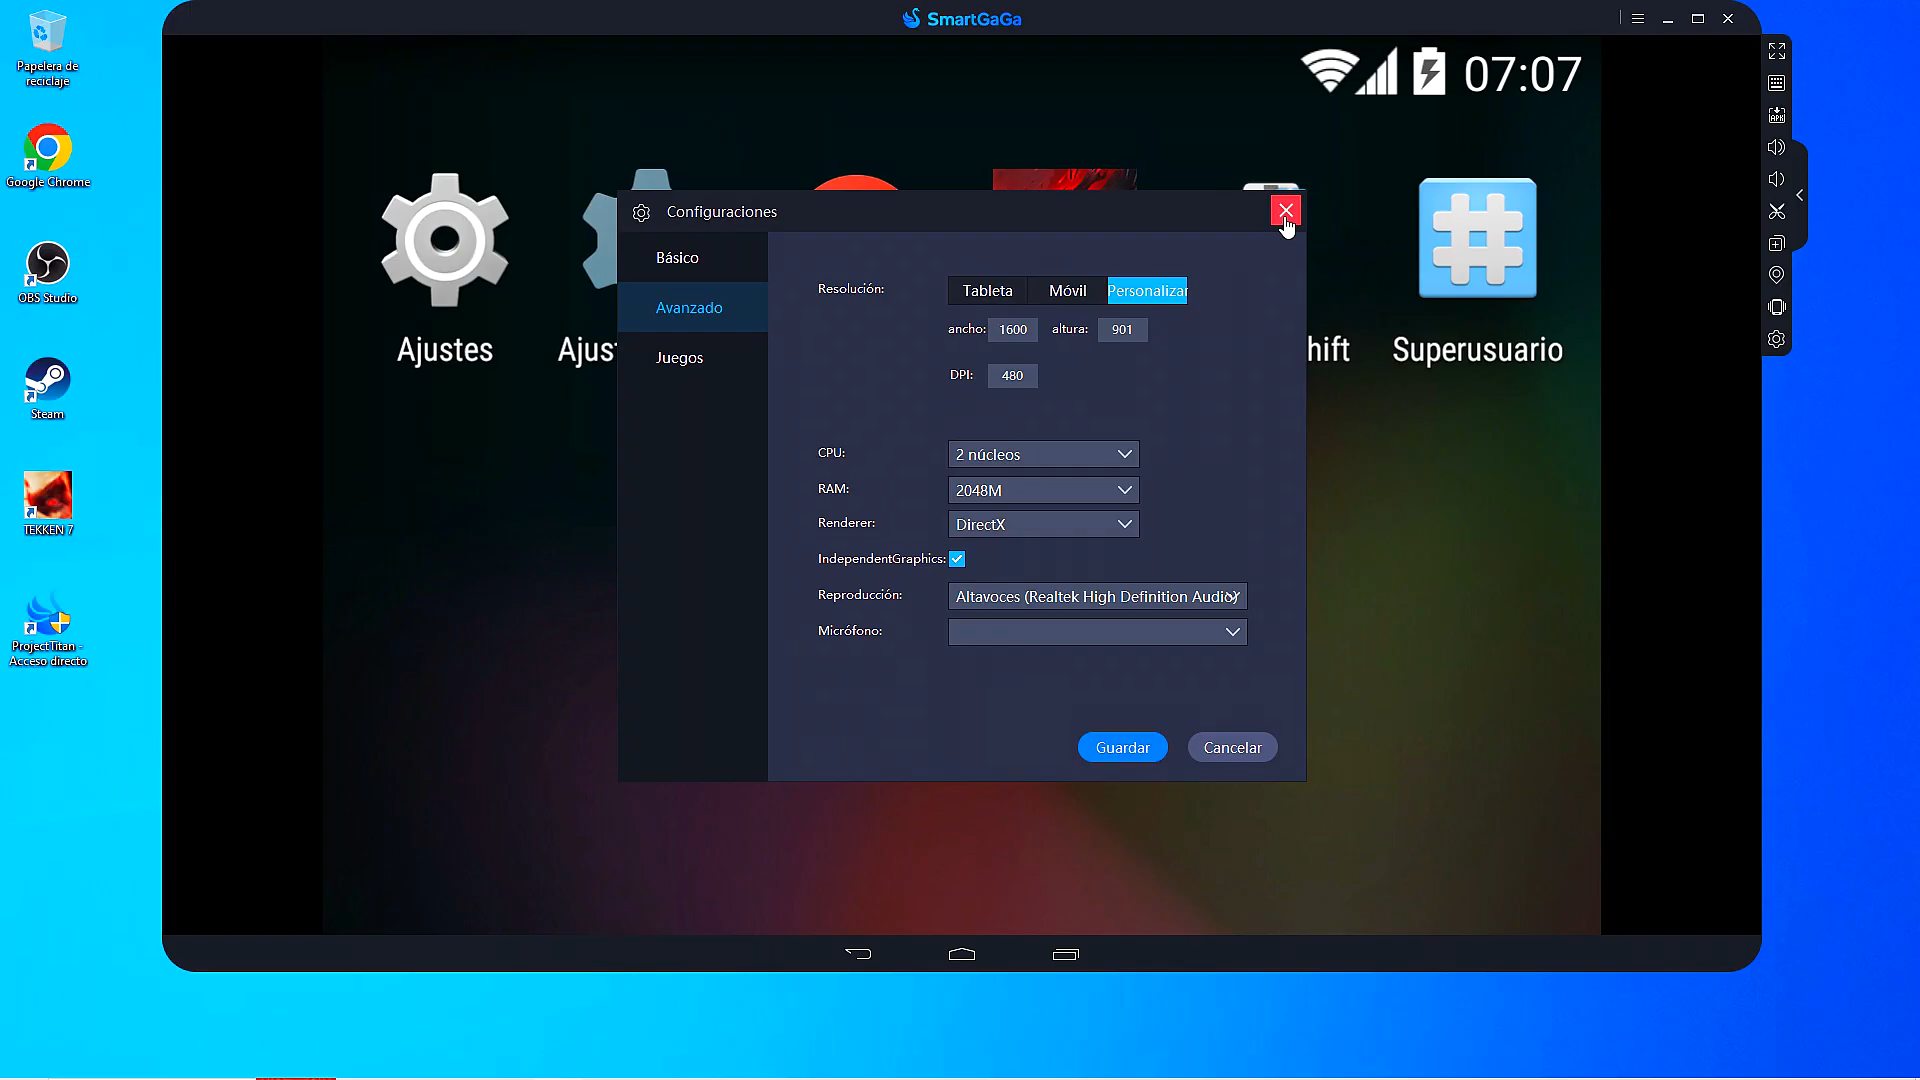 SmartGaGa
Papelera de
reciclaje
Google Chrome
OBS Studio
Steam
TEKKEN 7
ProjectTitan -
Acceso directo
07:07
Ajustes
Ajus
hift
Superusuario
Configuraciones
Básico
Avanzado
Juegos
Resolución:
Tableta
Móvil
Personalizar
ancho:
1600
altura:
901
DPI:
480
CPU:
2 núcleos
RAM:
2048M
Renderer:
DirectX
IndependentGraphics:
Reproducción:
Altavoces (Realtek High Definition Audio)
Micrófono:
Guardar
Cancelar
APK